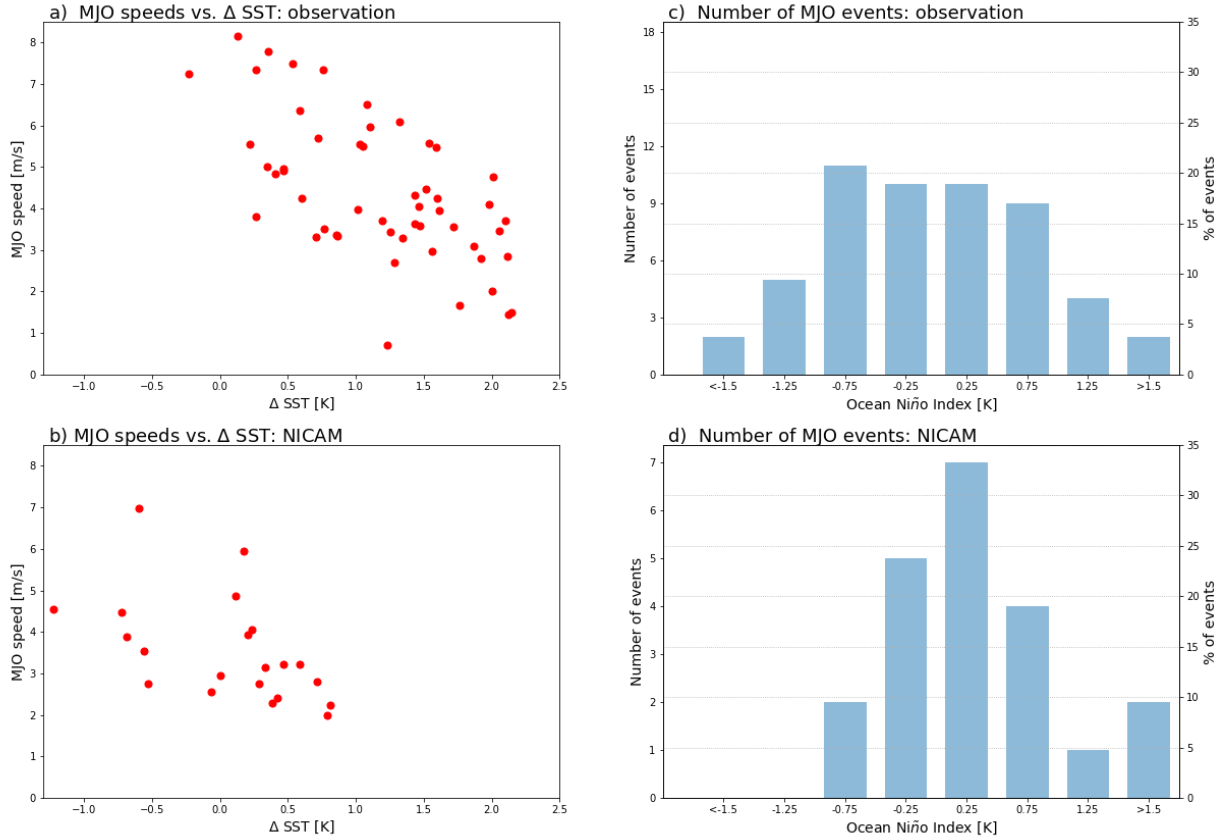 a) MJO speeds vs. Δ SST: observation
8
7
6
5
4
3
2
1
0
MJO speed [m/s]
−1.0 −0.5 0.0 0.5 1.0 1.5 2.0 2.5
Δ SST [K]
c) Number of MJO events: observation
18
15
12
9
6
3
0
Number of events
35
30
25
20
15
10
5
0
% of events
<-1.5 -1.25 -0.75 -0.25 0.25 0.75 1.25 >1.5
Ocean Niño Index [K]
b) MJO speeds vs. Δ SST: NICAM
8
7
6
5
4
3
2
1
0
MJO speed [m/s]
−1.0 −0.5 0.0 0.5 1.0 1.5 2.0 2.5
Δ SST [K]
d) Number of MJO events: NICAM
7
6
5
4
3
2
1
0
Number of events
35
30
25
20
15
10
5
0
% of events
<-1.5 -1.25 -0.75 -0.25 0.25 0.75 1.25 >1.5
Ocean Niño Index [K]